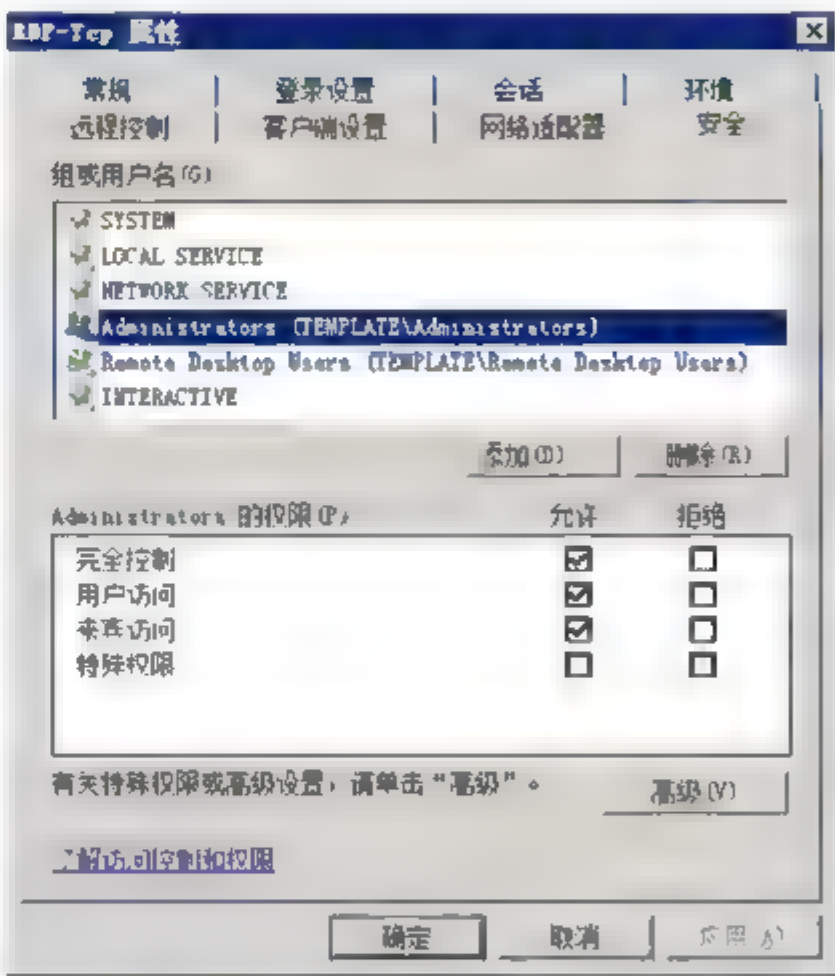 RDP-Tcp 属性
常规 登录设置 会话 环境
远程控制 客户端设置 网络适配器 安全
组或用户名(G)
SYSTEM
LOCAL SERVICE
NETWORK SERVICE
Administrators (TEMPLATE\Administrators)
Remote Desktop Users (TEMPLATE\Remote Desktop Users)
INTERACTIVE
添加(D) 删除(R)
Administrators 的权限(P) 允许 拒绝
完全控制
用户访问
来宾访问
特殊权限
有关特殊权限或高级设置，请单击“高级”。 高级(V)
了解访问控制和权限
确定 取消 应用(A)